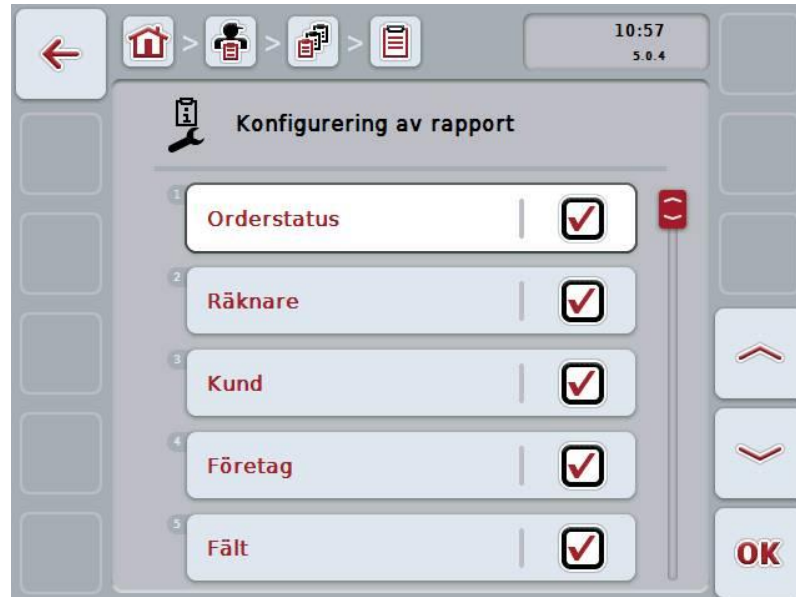 10:57
5.0.4
Konfigurering av rapport
1
Orderstatus
2
Räknare
3
Kund
4
Företag
5
Fält
OK